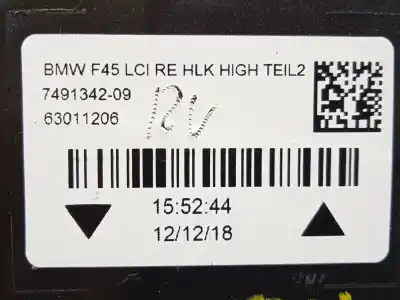 BMW F45 LCI RE HLK HIGH TEIL2
7491342-09
63011206
15:52:44
12/12/18